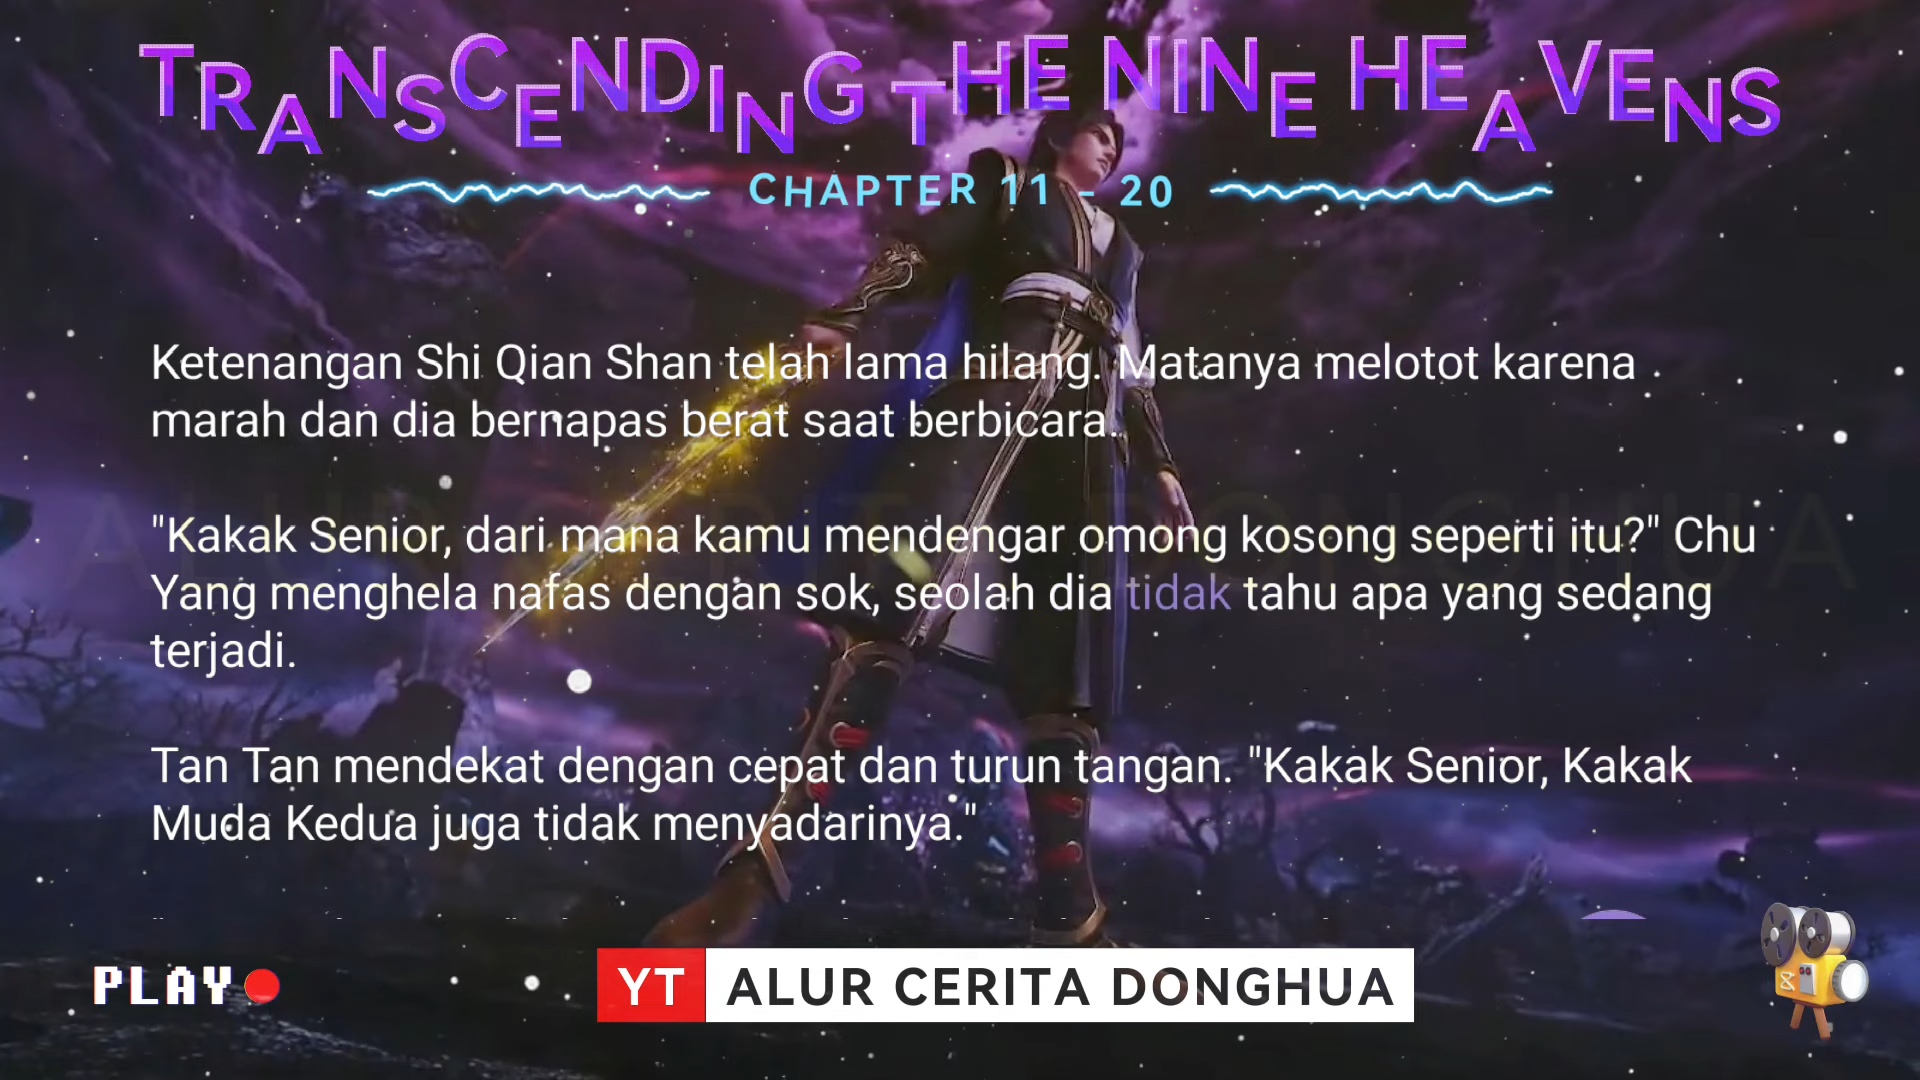 TRANSCENDING THE NINE HEAVENS
CHAPTER 11 - 20
Ketenangan Shi Qian Shan telah lama hilang. Matanya melotot karena
marah dan dia bernapas berat saat berbicara.
"Kakak Senior, dari mana kamu mendengar omong kosong seperti itu?" Chu
Yang menghela nafas dengan sok, seolah dia tidak tahu apa yang sedang
terjadi.
Tan Tan mendekat dengan cepat dan turun tangan. "Kakak Senior, Kakak
Muda Kedua juga tidak menyadarinya."
PLAY
YT ALUR CERITA DONGHUA
ALUR CERITA DONGHUA